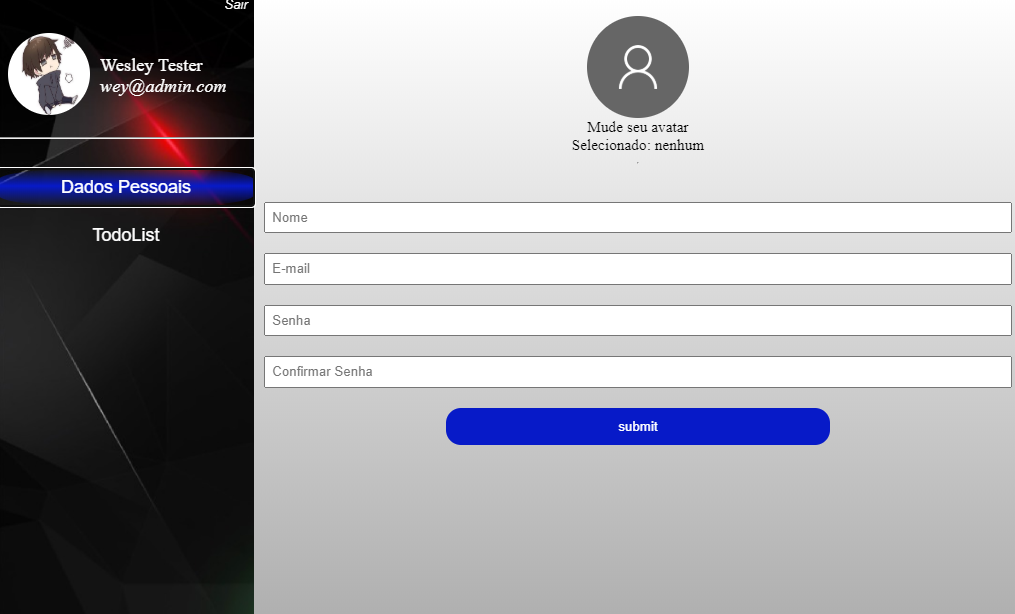 Sair
Wesley Tester
wey@admin.com
Dados Pessoais
TodoList
Mude seu avatar
Selecionado: nenhum
.
Nome
E-mail
Senha
Confirmar Senha
submit